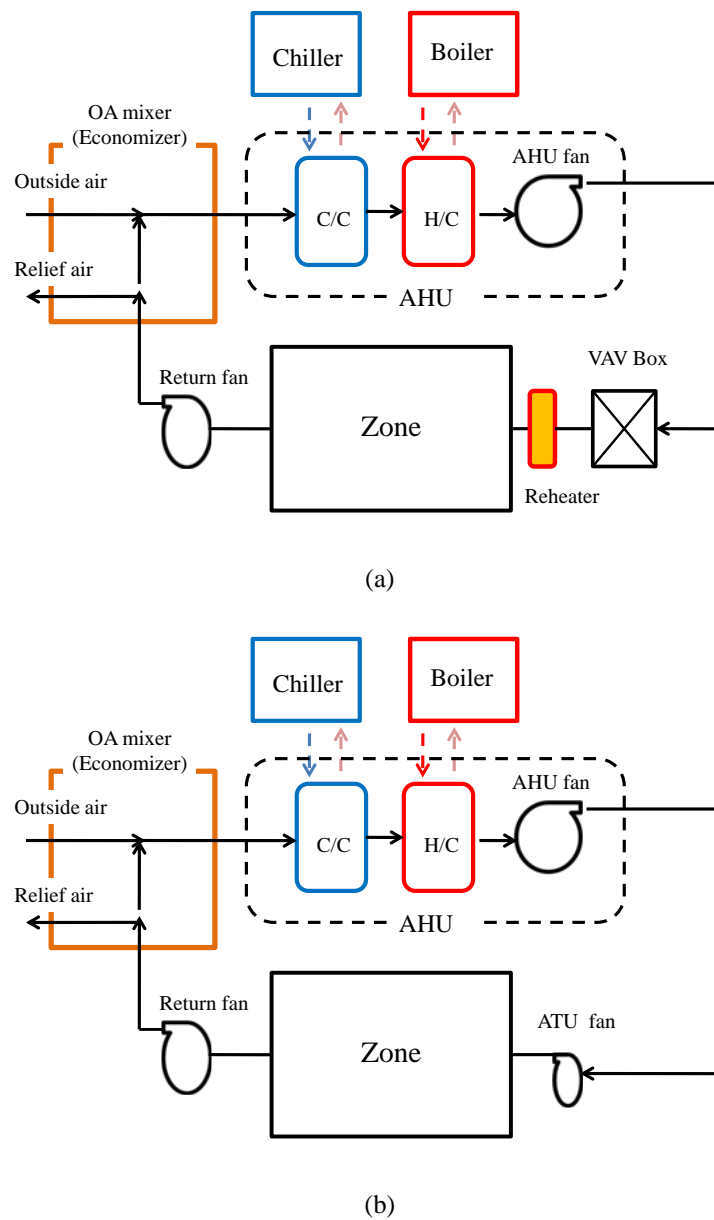 Chiller
Boiler
OA mixer
(Economizer)
AHU fan
Outside air
C/C
H/C
Relief air
AHU
Return fan
VAV Box
Zone
Reheater
(a)
Chiller
Boiler
OA mixer
(Economizer)
AHU fan
Outside air
C/C
H/C
Relief air
AHU
Return fan
ATU fan
Zone
(b)